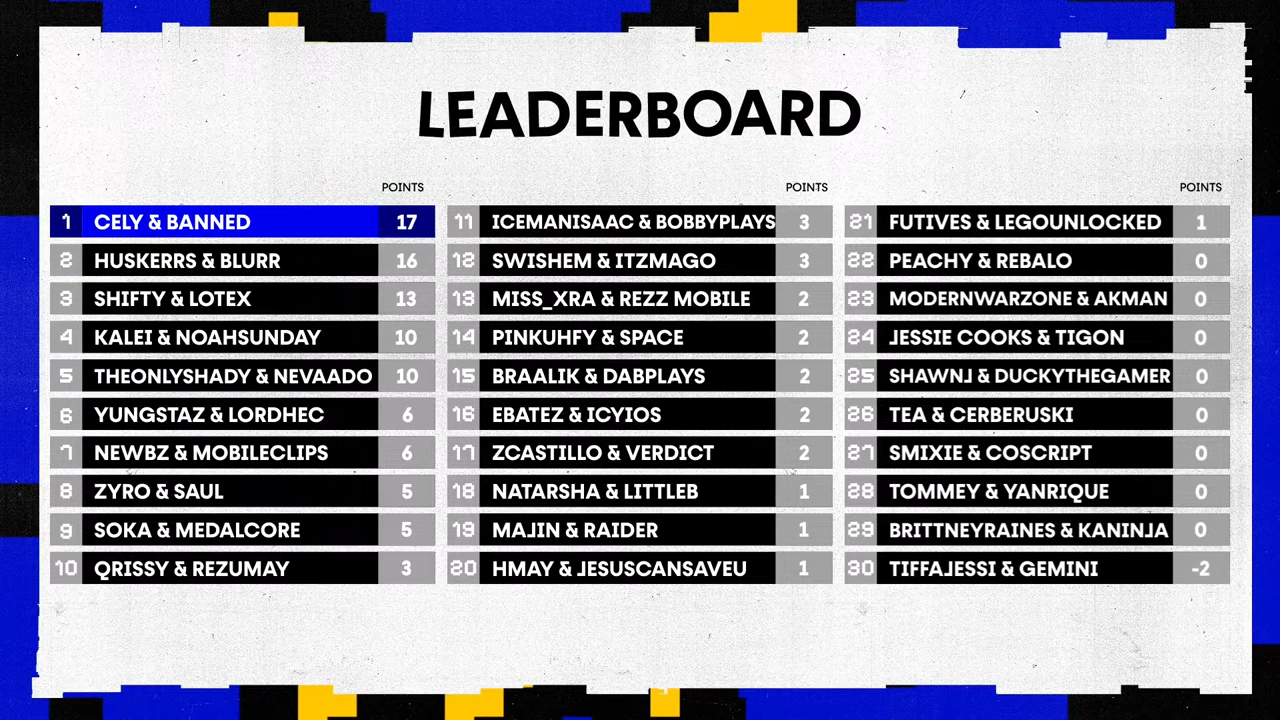 LEADERBOARD
POINTS
1 CELY & BANNED 17
2 HUSKERRS & BLURR 16
3 SHIFTY & LOTEX 13
4 KALEI & NOAHSUNDAY 10
5 THEONLYSHADY & NEVAADO 10
6 YUNGSTAZ & LORDHEC 6
7 NEWBZ & MOBILECLIPS 6
8 ZYRO & SAUL 5
9 SOKA & MEDALCORE 5
10 QRISSY & REZUMAY 3
POINTS
11 ICEMANISAAC & BOBBYPLAYS 3
12 SWISHEM & ITZMAGO 3
13 MISS_XRA & REZZ MOBILE 2
14 PINKUHFY & SPACE 2
15 BRAALIK & DABPLAYS 2
16 EBATEZ & ICYIOS 2
17 ZCASTILLO & VERDICT 2
18 NATARSHA & LITTLEB 1
19 MAJIN & RAIDER 1
20 HMAY & JESUSCANSAVEU 1
POINTS
21 FUTIVES & LEGOUNLOCKED 1
22 PEACHY & REBALO 0
23 MODERNWARZONE & AKMAN 0
24 JESSIE COOKS & TIGON 0
25 SHAWNJ & DUCKYTHEGAMER 0
26 TEA & CERBERUSKI 0
27 SMIXIE & COSCRIPT 0
28 TOMMEY & YANRIQUE 0
29 BRITTNEYRAINES & KANINJA 0
30 TIFFAJESSI & GEMINI -2